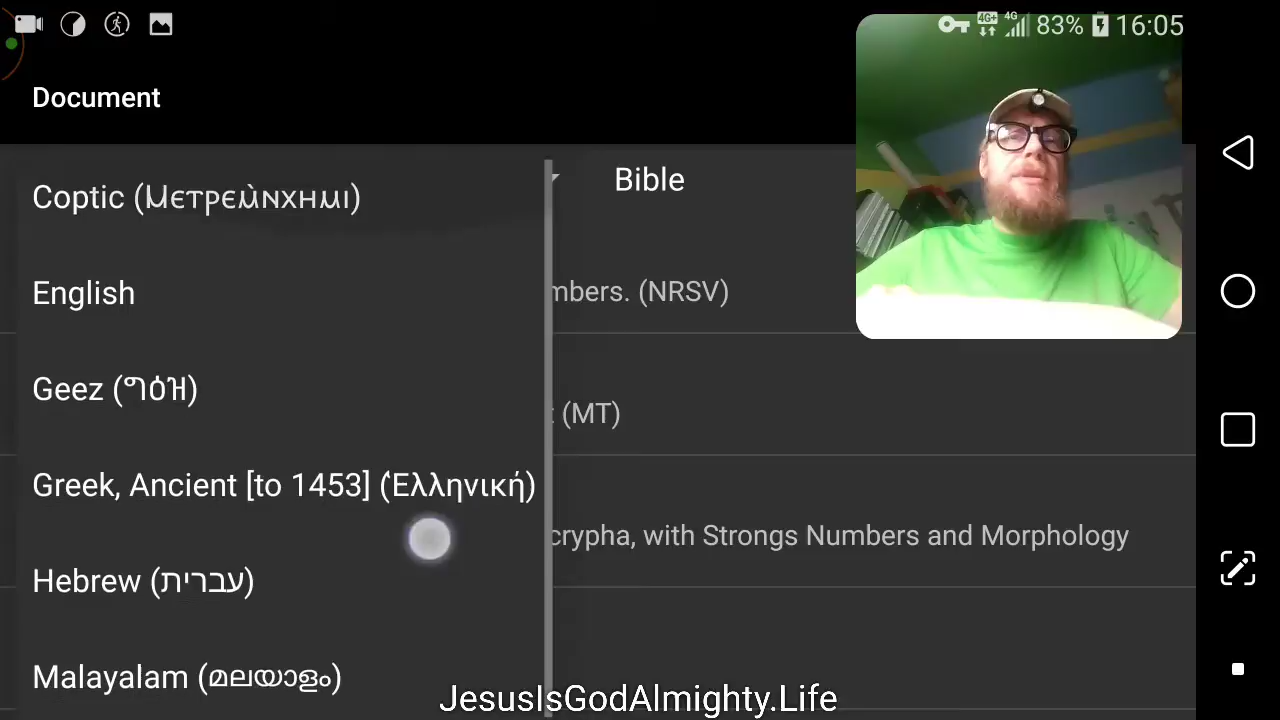 83% 16:05
Document
Coptic (Ⲙⲉⲧⲣⲉⲙ̀ⲛⲭⲏⲙⲓ)
Bible
English
mbers. (NRSV)
Geez (ግዕዝ)
(MT)
Greek, Ancient [to 1453] (Ἑλληνική)
crypha, with Strongs Numbers and Morphology
Hebrew (עברית)
Malayalam (മലയാളം)
JesusIsGodAlmighty.Life